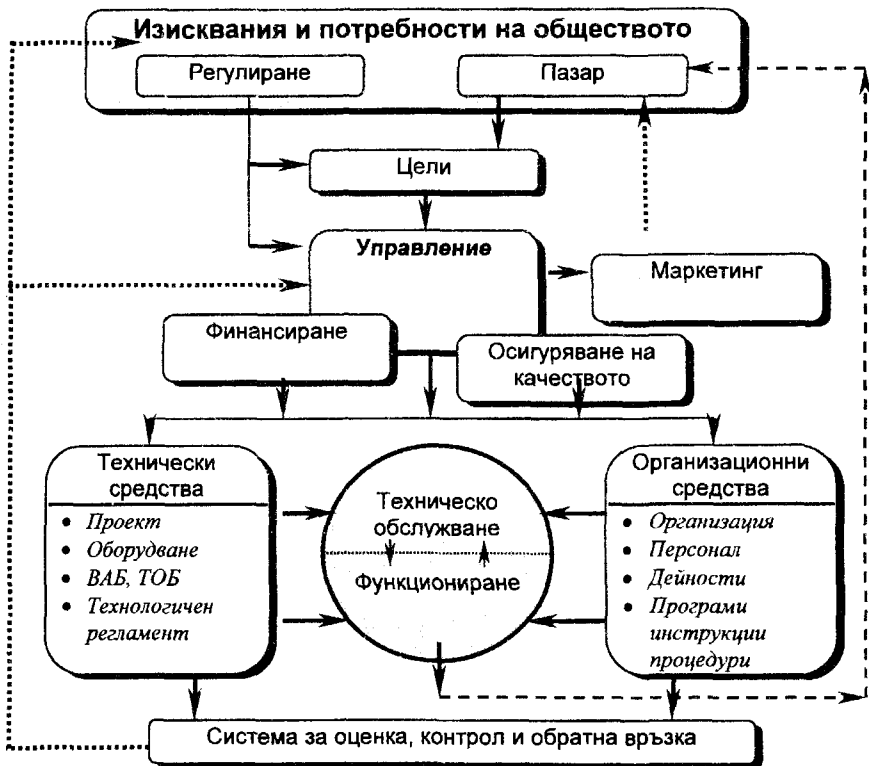 Изисквания и потребности на обществото
Регулиране
Пазар
Цели
Управление
Маркетинг
Финансиране
Осигуряване на
качеството
Технически
средства
• Проект
• Оборудване
• ВАБ, ТОБ
• Технологичен
регламент
Техническо
обслужване
Функциониране
Организационни
средства
• Организация
• Персонал
• Дейности
• Програми
инструкции
процедури
Система за оценка, контрол и обратна връзка